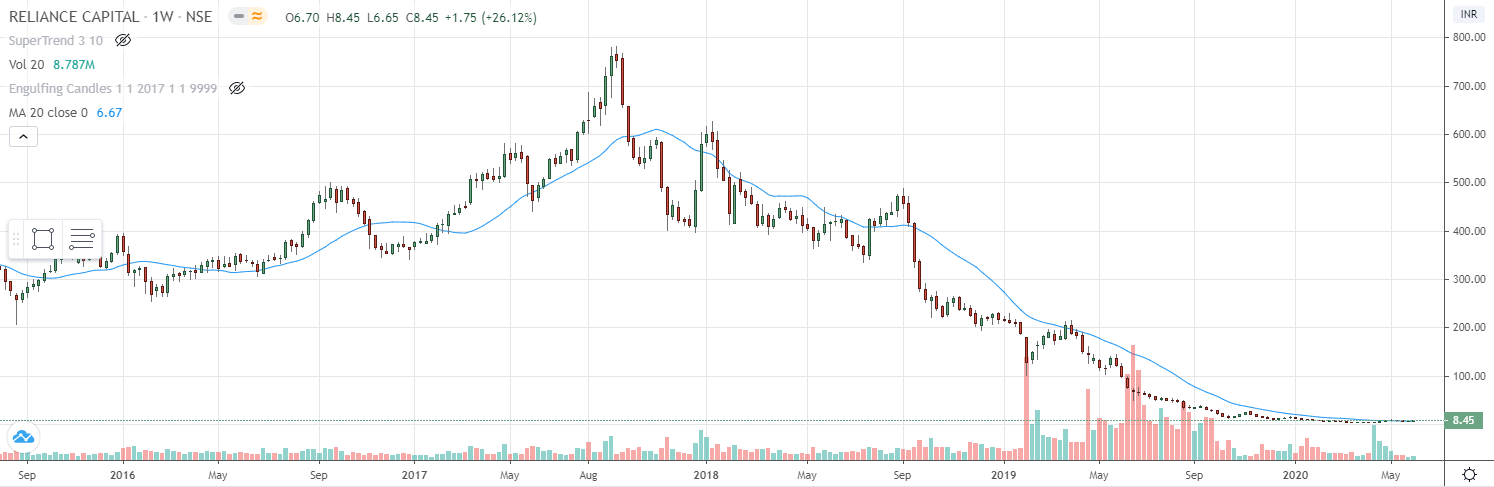 RELIANCE CAPITAL · 1W · NSE O6.70 H8.45 L6.65 C8.45 +1.75 (+26.12%)
INR
SuperTrend 3 10
Vol 20 8.787M
Engulfing Candles 1 1 2017 1 1 9999
MA 20 close 0 6.67
800.00
700.00
600.00
500.00
400.00
300.00
200.00
100.00
8.45
Sep 2016 May Sep 2017 May Aug 2018 May Sep 2019 May Sep 2020 May